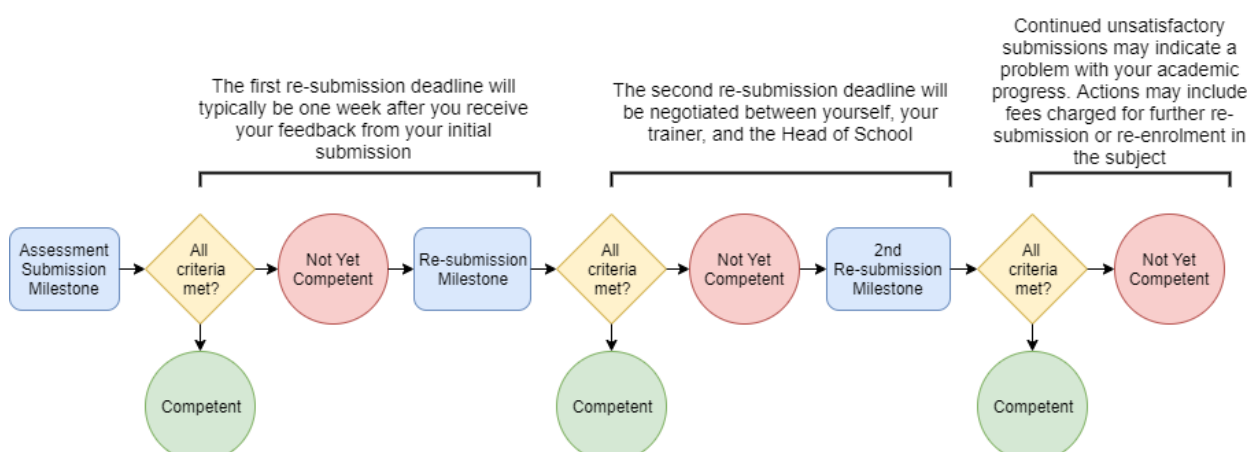 The first re-submission deadline will
typically be one week after you receive
your feedback from your initial
submission
The second re-submission deadline will
be negotiated between yourself, your
trainer, and the Head of School
Continued unsatisfactory
submissions may indicate a
problem with your academic
progress. Actions may include
fees charged for further re-
submission or re-enrolment in
the subject
Assessment
Submission
Milestone
All
criteria
met?
Not Yet
Competent
Re-submission
Milestone
All
criteria
met?
Not Yet
Competent
2nd
Re-submission
Milestone
All
criteria
met?
Not Yet
Competent
Competent
Competent
Competent